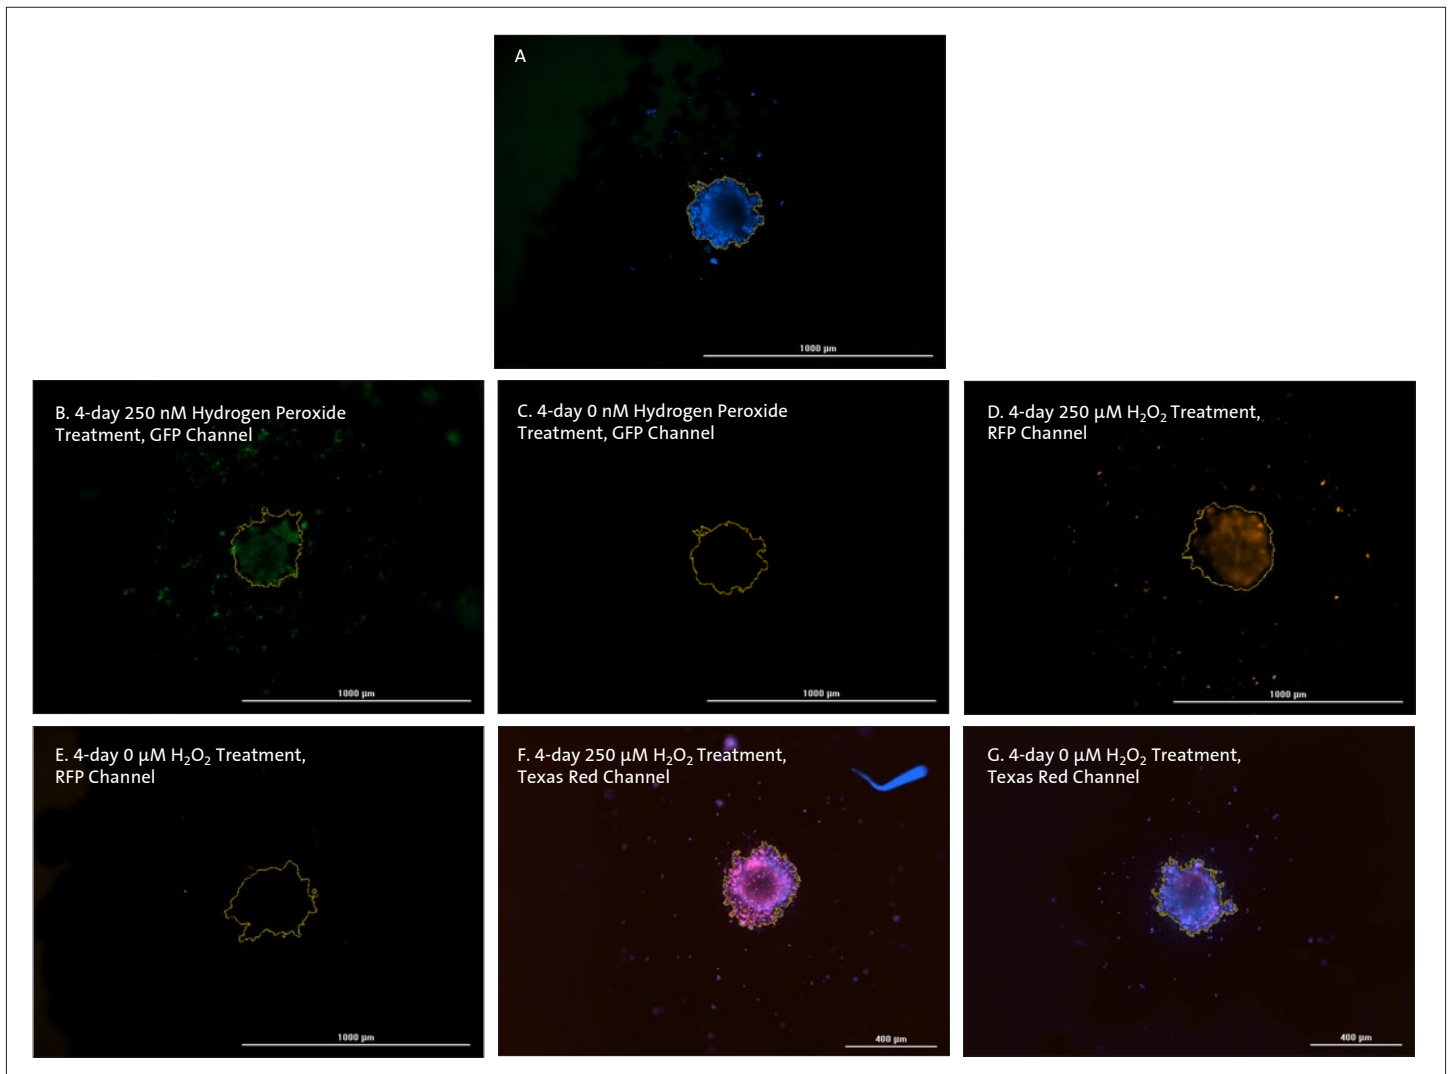 A
1000 µm
B. 4-day 250 nM Hydrogen Peroxide
Treatment, GFP Channel
1000 µm
C. 4-day 0 nM Hydrogen Peroxide
Treatment, GFP Channel
1000 µm
D. 4-day 250 µM H₂O₂ Treatment,
RFP Channel
1000 µm
E. 4-day 0 µM H₂O₂ Treatment,
RFP Channel
1000 µm
F. 4-day 250 µM H₂O₂ Treatment,
Texas Red Channel
400 µm
G. 4-day 0 µM H₂O₂ Treatment,
Texas Red Channel
400 µm